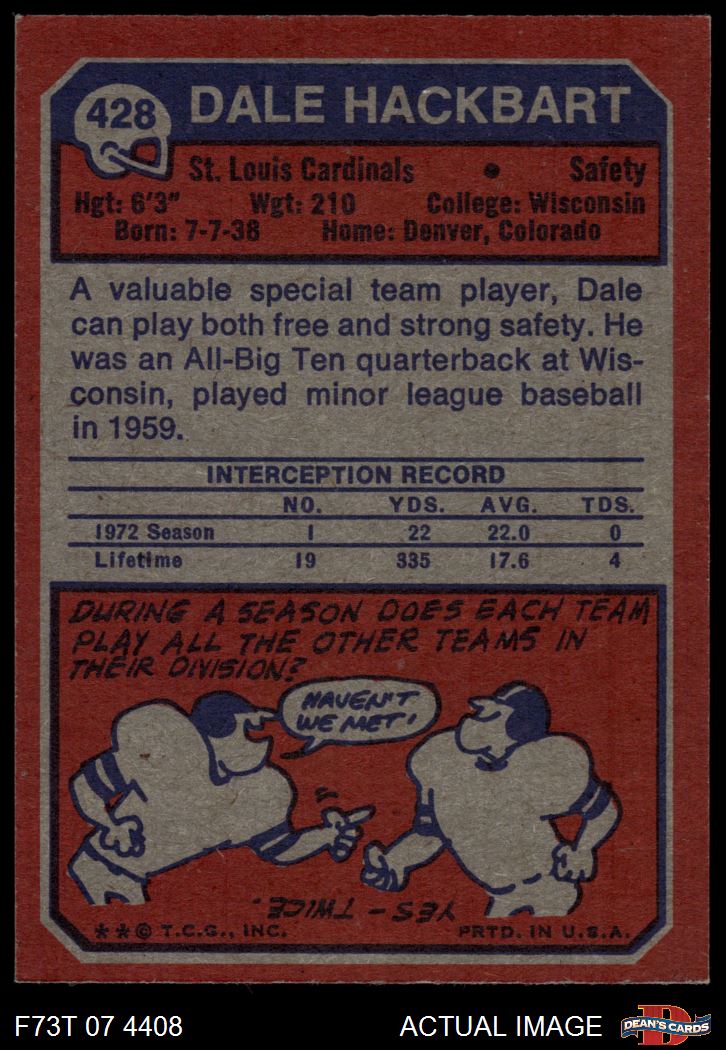 428 DALE HACKBART
St. Louis Cardinals • Safety
Hgt: 6'3" Wgt: 210 College: Wisconsin
Born: 7-7-38 Home: Denver, Colorado
A valuable special team player, Dale
can play both free and strong safety. He
was an All-Big Ten quarterback at Wis-
consin, played minor league baseball
in 1959.
INTERCEPTION RECORD
NO. YDS. AVG. TDS.
1972 Season 1 22 22.0 0
Lifetime 19 335 17.6 4
DURING A SEASON DOES EACH TEAM
PLAY ALL THE OTHER TEAMS IN
THEIR DIVISION?
HAVEN'T
WE MET!
YES - TWICE.
**© T.C.G., INC. PRTD. IN U.S.A.
F73T 07 4408 ACTUAL IMAGE
D
DEAN'S CARDS